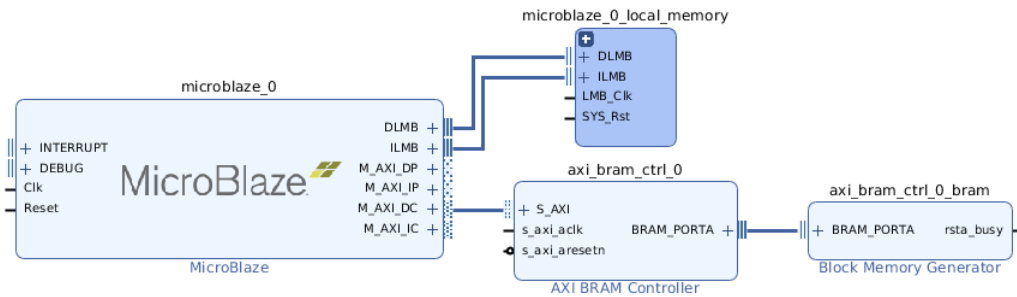 microblaze_0_local_memory
DLMB
ILMB
LMB_Clk
SYS_Rst
microblaze_0
INTERRUPT
DEBUG
Clk
Reset
MicroBlaze
DLMB
ILMB
M_AXI_DP
M_AXI_IP
M_AXI_DC
M_AXI_IC
MicroBlaze
axi_bram_ctrl_0
S_AXI
s_axi_aclk
s_axi_aresetn
BRAM_PORTA
AXI BRAM Controller
axi_bram_ctrl_0_bram
BRAM_PORTA
rsta_busy
Block Memory Generator